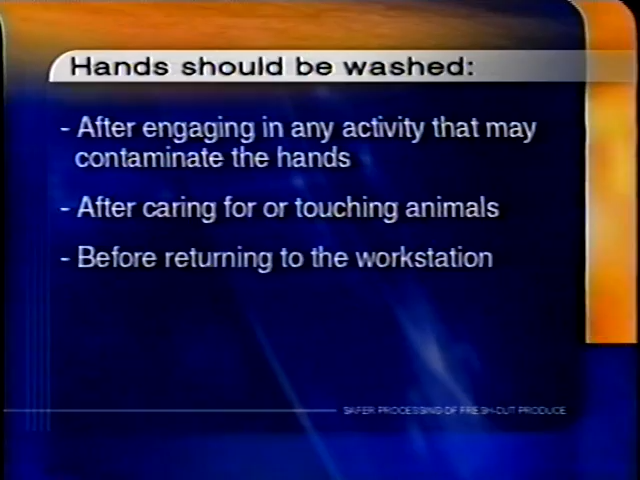 Hands should be washed:
- After engaging in any activity that may
contaminate the hands
- After caring for or touching animals
- Before returning to the workstation
SAFER PROCESSING OF FRESH-CUT PRODUCE